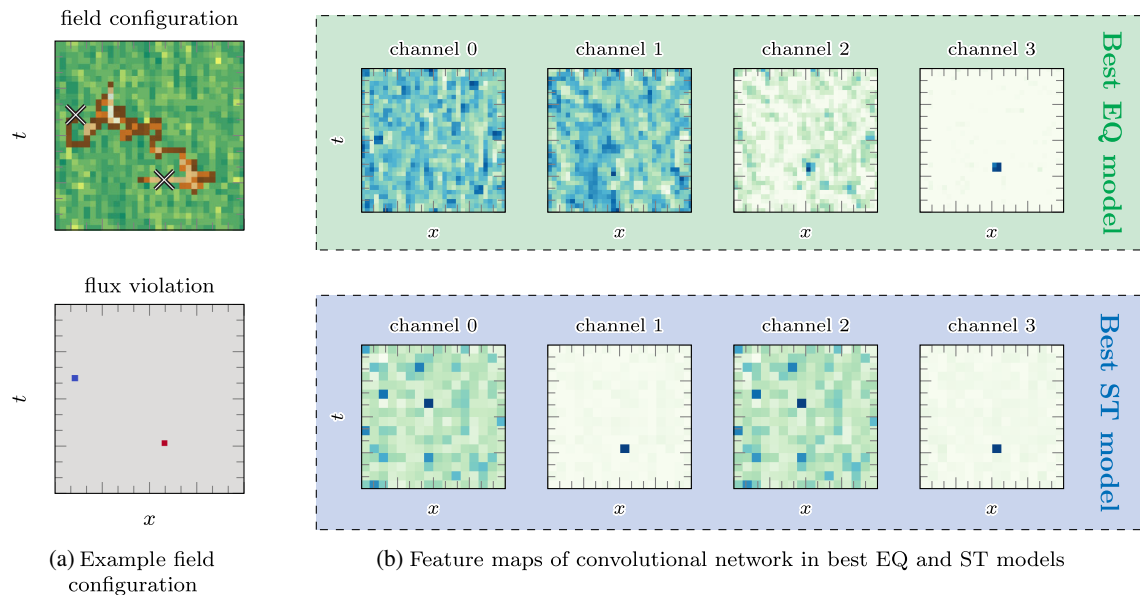 field configuration
t
flux violation
t
x
(a) Example field
configuration
channel 0
channel 1
channel 2
channel 3
t
x
x
x
x
Best EQ model
channel 0
channel 1
channel 2
channel 3
t
x
x
x
x
Best ST model
(b) Feature maps of convolutional network in best EQ and ST models